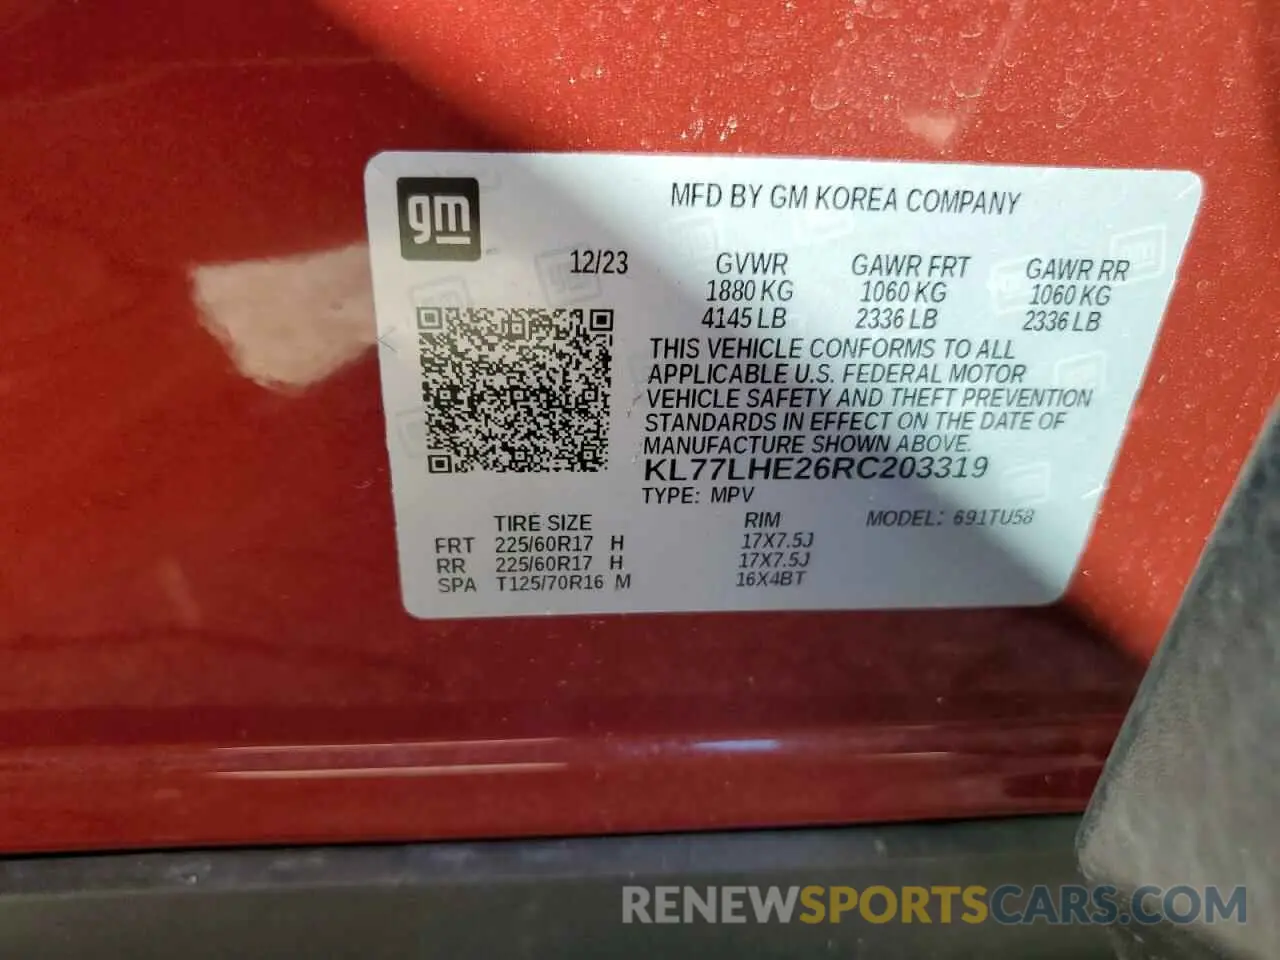 gm
MFD BY GM KOREA COMPANY
12/23 GVWR GAWR FRT GAWR RR
1880 KG 1060 KG 1060 KG
4145 LB 2336 LB 2336 LB
THIS VEHICLE CONFORMS TO ALL
APPLICABLE U.S. FEDERAL MOTOR
VEHICLE SAFETY AND THEFT PREVENTION
STANDARDS IN EFFECT ON THE DATE OF
MANUFACTURE SHOWN ABOVE.
KL77LHE26RC203319
TYPE: MPV
TIRE SIZE RIM MODEL: 691TU58
FRT 225/60R17 H 17X7.5J
RR 225/60R17 H 17X7.5J
SPA T125/70R16 M 16X4BT
RENEWSPORTSCARS.COM